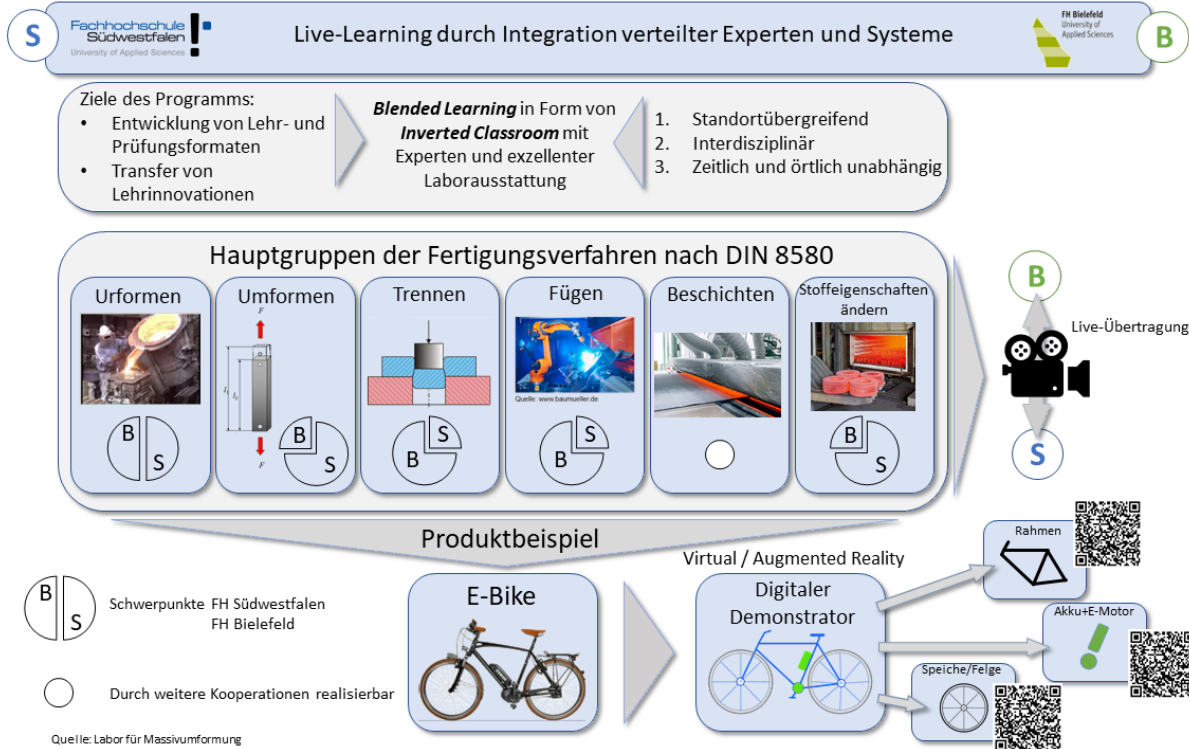 S
Fachhochschule
Südwestfalen
University of Applied Sciences
Live-Learning durch Integration verteilter Experten und Systeme
FH Bielefeld
University of
Applied Sciences
B
Ziele des Programms:
• Entwicklung von Lehr- und
Prüfungsformaten
• Transfer von
Lehrinnovationen
Blended Learning in Form von
Inverted Classroom mit
Experten und exzellenter
Laborausstattung
1. Standortübergreifend
2. Interdisziplinär
3. Zeitlich und örtlich unabhängig
Hauptgruppen der Fertigungsverfahren nach DIN 8580
Urformen
B
S
Umformen
F
l₁
l₀
F
B
S
Trennen
S
B
Fügen
Quelle: www.baumueller.de
S
B
Beschichten
Stoffeigenschaften
ändern
B
S
B
Live-Übertragung
S
Produktbeispiel
B
S
Schwerpunkte FH Südwestfalen
FH Bielefeld
Durch weitere Kooperationen realisierbar
Quelle: Labor für Massivumformung
E-Bike
Virtual / Augmented Reality
Digitaler
Demonstrator
Rahmen
Akku+E-Motor
Speiche/Felge